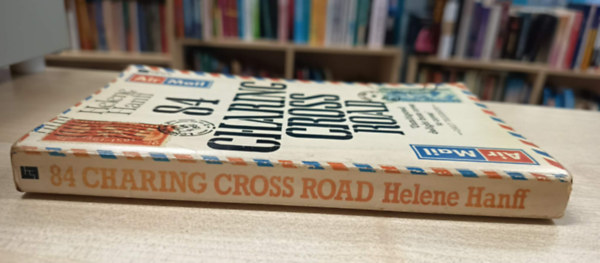 Air Mail
Helene
Hanff
84
CHARING
CROSS
ROAD
Air Mail
84 CHARING CROSS ROAD Helene Hanff